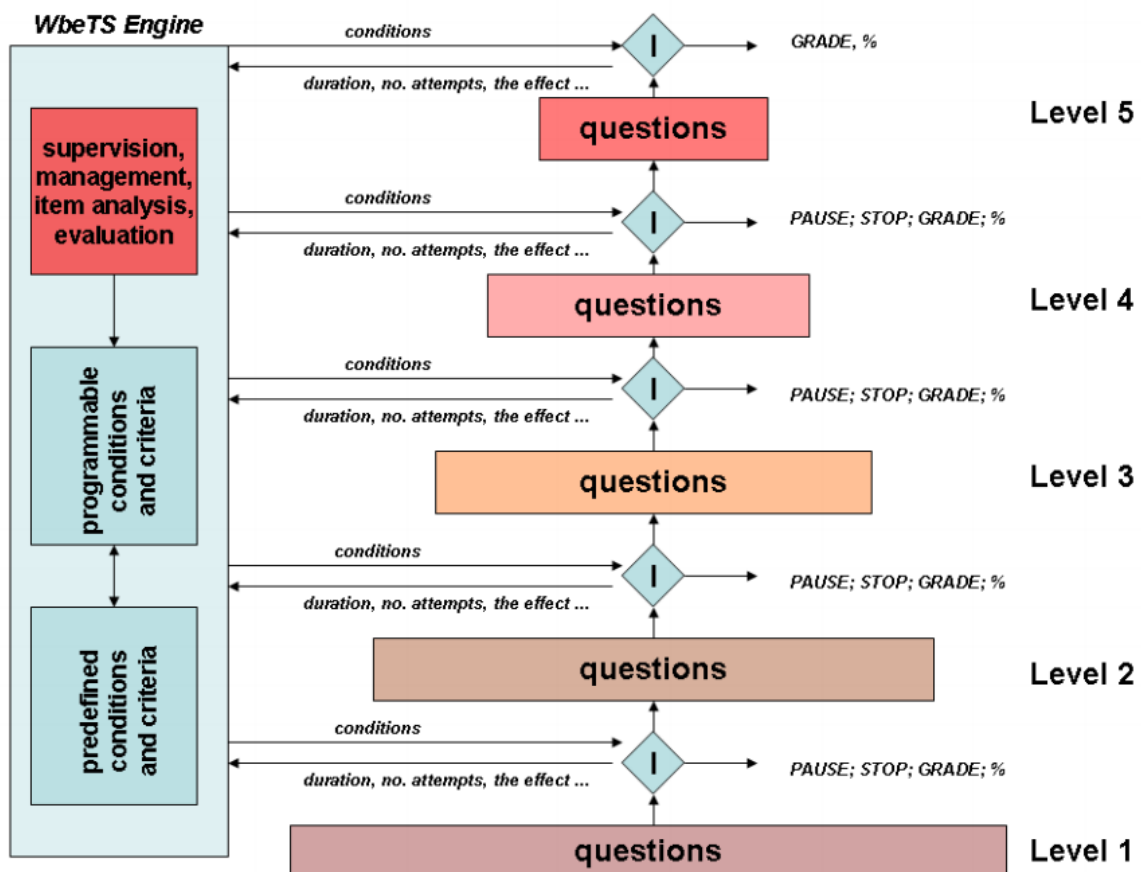 WbeTS Engine
conditions
I
GRADE, %
duration, no. attempts, the effect ...
Level 5
questions
supervision,
management,
item analysis,
evaluation
conditions
I
PAUSE; STOP; GRADE; %
duration, no. attempts, the effect ...
Level 4
questions
programmable
conditions
and criteria
conditions
I
PAUSE; STOP; GRADE; %
duration, no. attempts, the effect ...
Level 3
questions
conditions
I
PAUSE; STOP; GRADE; %
duration, no. attempts, the effect ...
predefined
conditions
and criteria
questions
Level 2
conditions
I
PAUSE; STOP; GRADE; %
duration, no. attempts, the effect ...
questions
Level 1